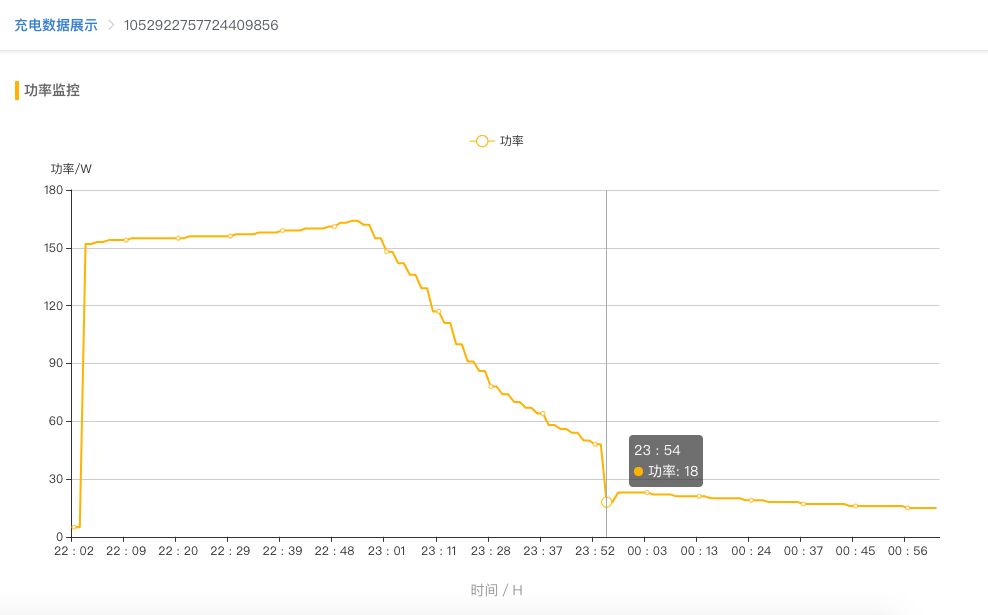 充电数据展示 > 1052922757724409856
功率监控
功率
功率/W
180
150
120
90
60
30
0
23 : 54
功率: 18
22 : 02 22 : 09 22 : 20 22 : 29 22 : 39 22 : 48 23 : 01 23 : 11 23 : 28 23 : 37 23 : 52 00 : 03 00 : 13 00 : 24 00 : 37 00 : 45 00 : 56
时间 / H